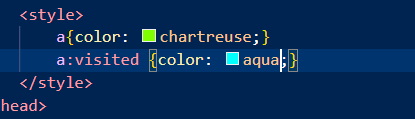 <style>
a{color: chartreuse;}
a:visited {color: aqua;}
</style>
head>